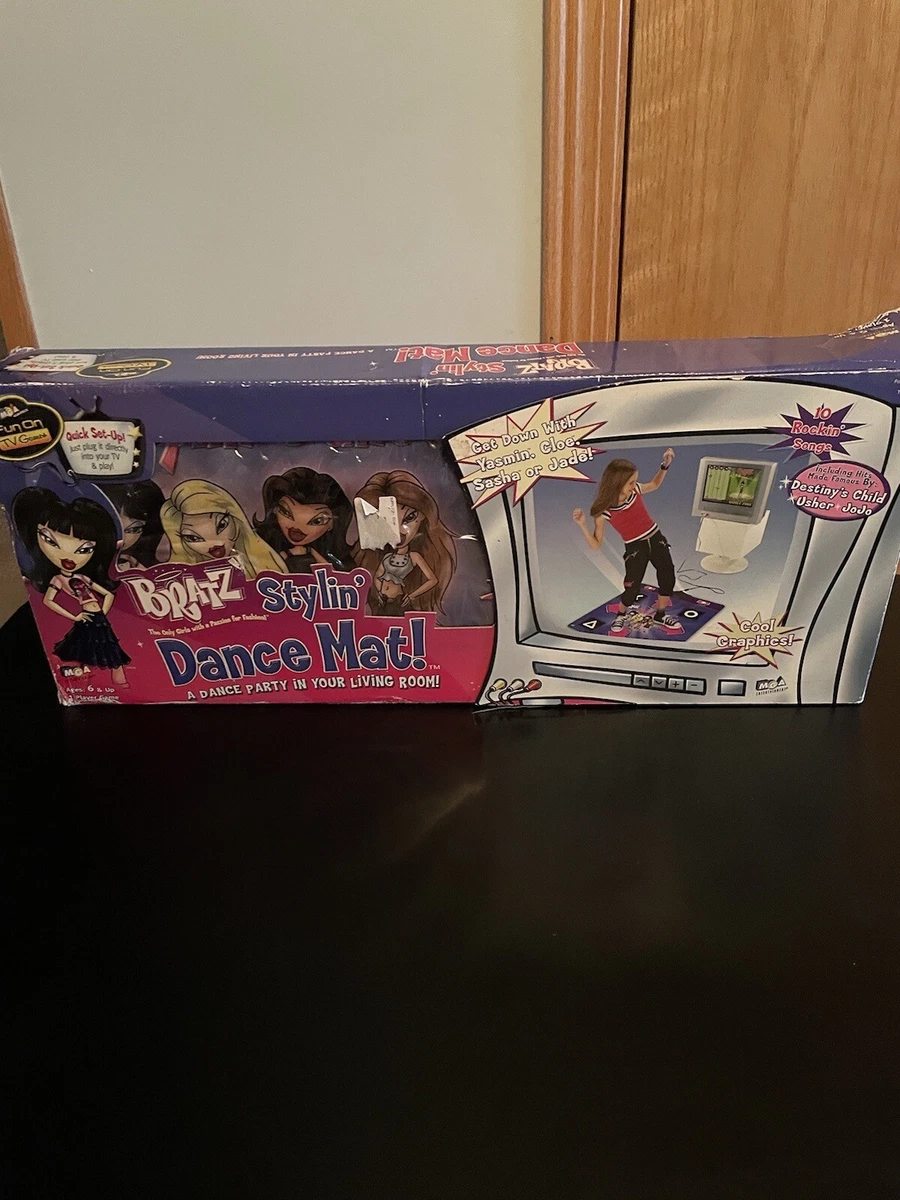 BRATZ Stylin'
Dance Mat!
A DANCE PARTY IN YOUR LIVING ROOM!
Fun On
TV Games
Quick Set-Up!
Just plug it directly
into your TV
& play!
BRATZ Stylin'
The Only Girls with a Passion for Fashion!
Dance Mat!™
A DANCE PARTY IN YOUR LIVING ROOM!
MGA
Ages: 6 & Up
Get Down With
Yasmin, Cloe,
Sasha or Jade!
10
Rockin'
Songs
Including Hits
Made Famous By:
Destiny's Child
Usher JoJo
Cool
Graphics!
MGA
ENTERTAINMENT